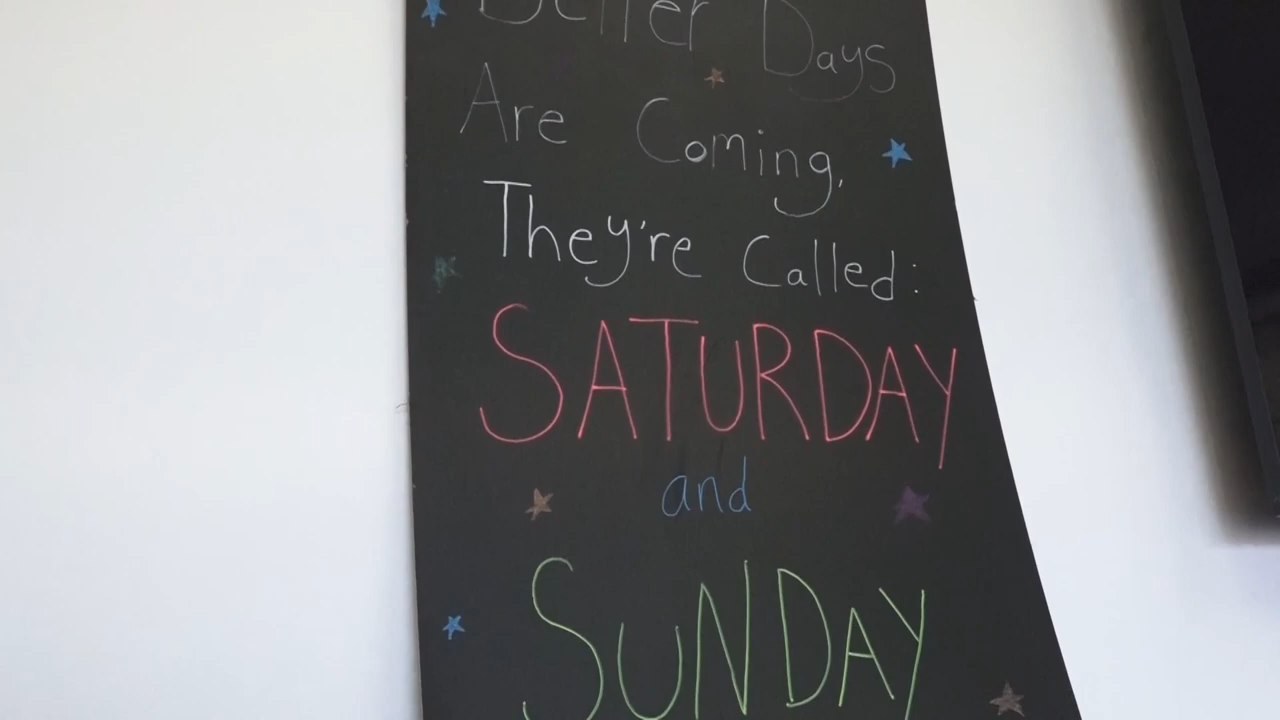 Better Days
Are Coming,
They're Called:
SATURDAY
and
SUNDAY